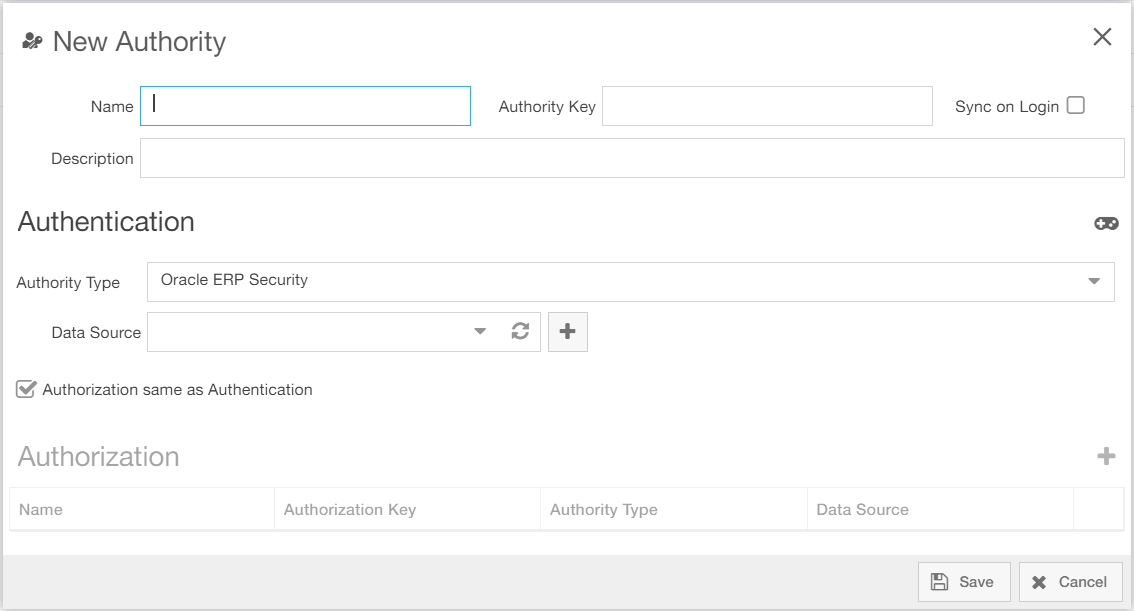 New Authority
Name Authority Key Sync on Login
Description
Authentication
Authority Type Oracle ERP Security
Data Source
Authorization same as Authentication
Authorization
Name Authorization Key Authority Type Data Source
Save Cancel